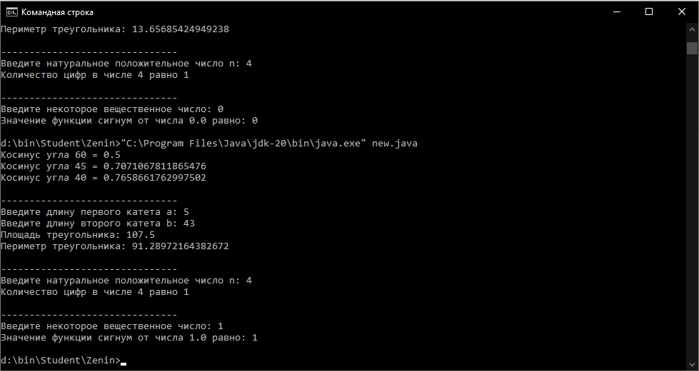 Командная строка
Периметр треугольника: 13.65685424949238
------------------------------
Введите натуральное положительное число n: 4
Количество цифр в числе 4 равно 1
------------------------------
Введите некоторое вещественное число: 0
Значение функции сигнум от числа 0.0 равно: 0
d:\bin\Student\Zenin>"C:\Program Files\Java\jdk-20\bin\java.exe" new.java
Косинус угла 60 = 0.5
Косинус угла 45 = 0.7071067811865476
Косинус угла 40 = 0.7658661762997502
------------------------------
Введите длину первого катета a: 5
Введите длину второго катета b: 43
Площадь треугольника: 107.5
Периметр треугольника: 91.28972164382672
------------------------------
Введите натуральное положительное число n: 4
Количество цифр в числе 4 равно 1
------------------------------
Введите некоторое вещественное число: 1
Значение функции сигнум от числа 1.0 равно: 1
d:\bin\Student\Zenin>